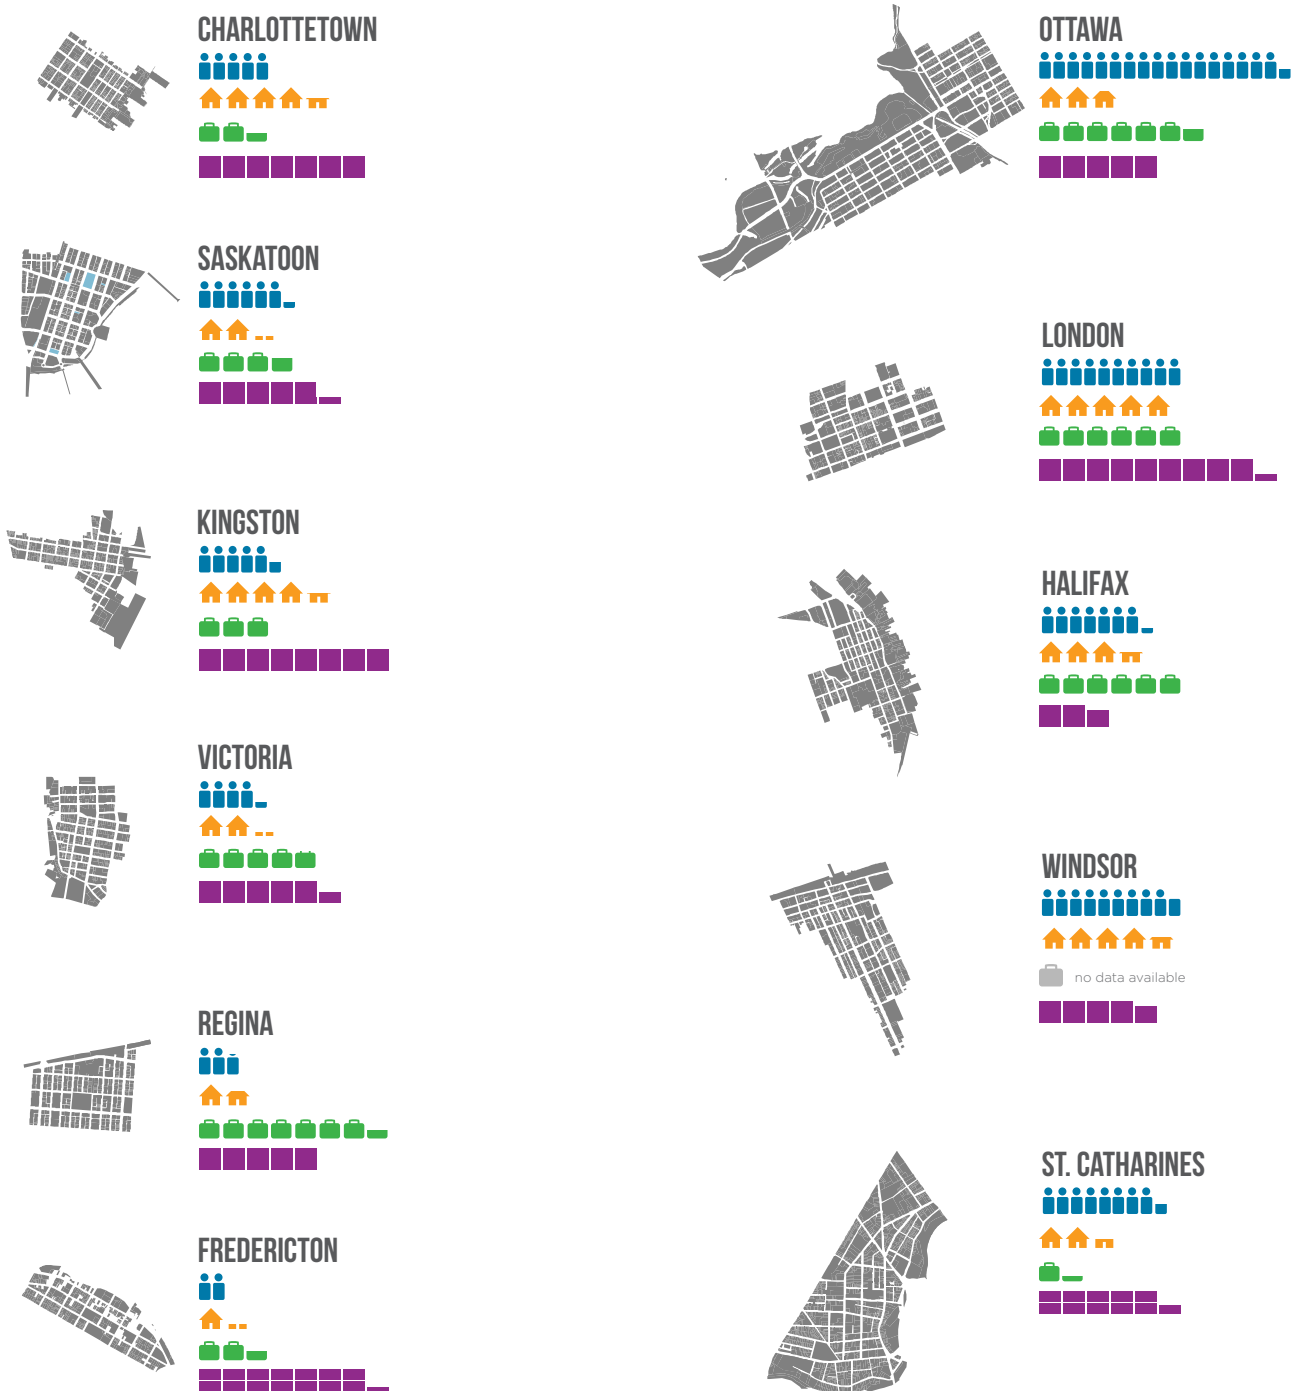 CHARLOTTETOWN
SASKATOON
KINGSTON
VICTORIA
REGINA
FREDERICTON
OTTAWA
LONDON
HALIFAX
WINDSOR
no data available
ST. CATHARINES